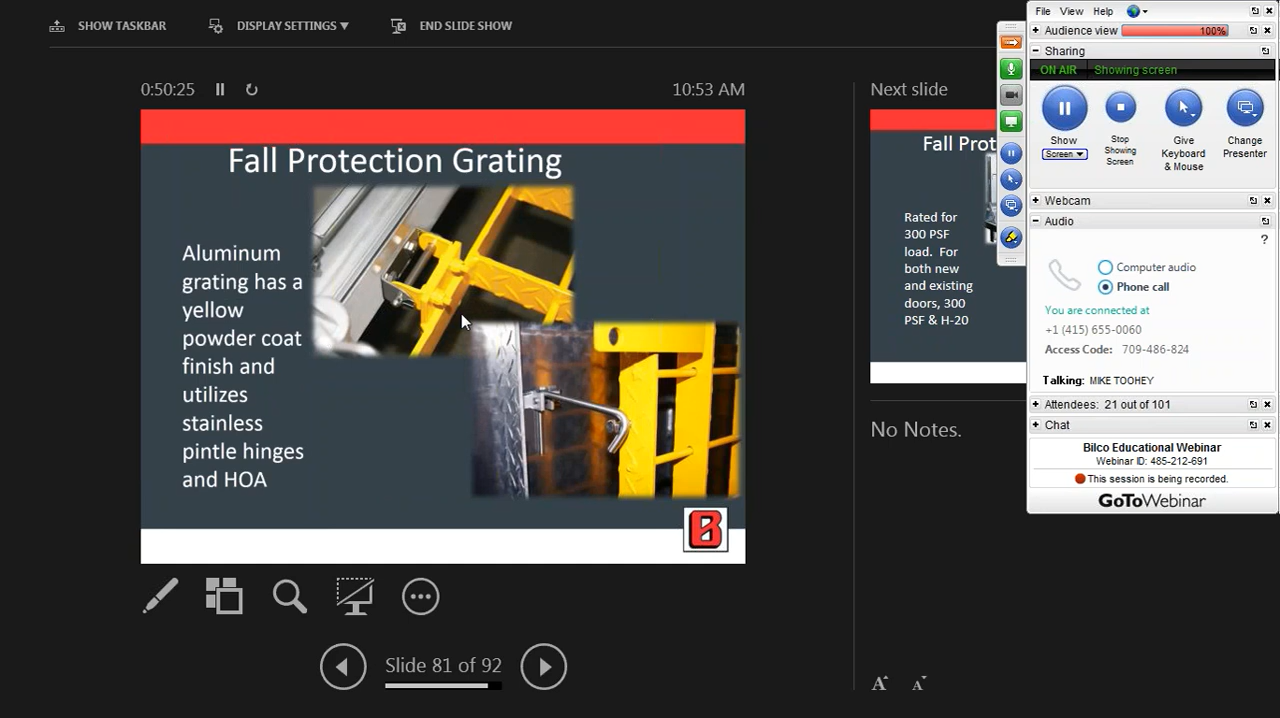 SHOW TASKBAR
DISPLAY SETTINGS
END SLIDE SHOW
0:50:25
10:53 AM
Fall Protection Grating
Aluminum
grating has a
yellow
powder coat
finish and
utilizes
stainless
pintle hinges
and HOA
B
Slide 81 of 92
Next slide
Fall Prot
Rated for
300 PSF
load. For
both new
and existing
doors, 300
PSF & H-20
No Notes.
A A
File View Help
Audience view 100%
Sharing
ON AIR Showing screen
Show
Screen
Stop
Showing
Screen
Give
Keyboard
& Mouse
Change
Presenter
Webcam
Audio
?
Computer audio
Phone call
You are connected at
+1 (415) 655-0060
Access Code: 709-486-824
Talking: MIKE TOOHEY
Attendees: 21 out of 101
Chat
Bilco Educational Webinar
Webinar ID: 485-212-691
This session is being recorded.
GoToWebinar